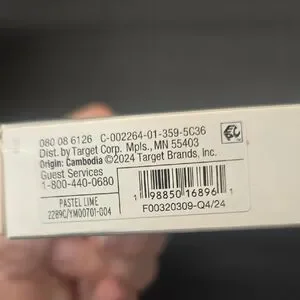 080 08 6126 C-002264-01-359-5C36
Dist. by Target Corp. Mpls., MN 55403
Origin: Cambodia ©2024 Target Brands, Inc.
Guest Services
1-800-440-0680
PASTEL LIME
2289C/YM00701-004
1 98850 16896 1
F00320309-Q4/24